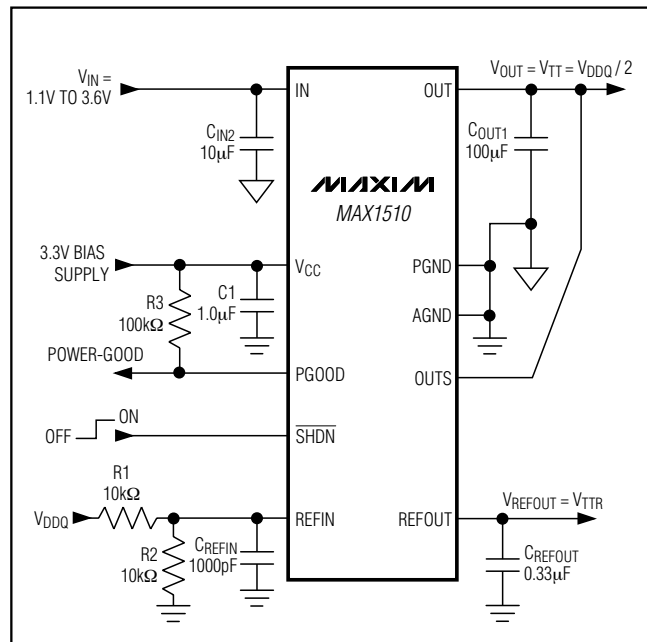 V_IN =
1.1V TO 3.6V
IN
C_IN2
10µF
3.3V BIAS
SUPPLY
V_CC
R3
100kΩ
C1
1.0µF
POWER-GOOD
PGOOD
OFF
ON
SHDN
R1
10kΩ
V_DDQ
REFIN
R2
10kΩ
C_REFIN
1000pF
MAXIM
MAX1510
V_OUT = V_TT = V_DDQ / 2
OUT
C_OUT1
100µF
PGND
AGND
OUTS
V_REFOUT = V_TTR
REFOUT
C_REFOUT
0.33µF